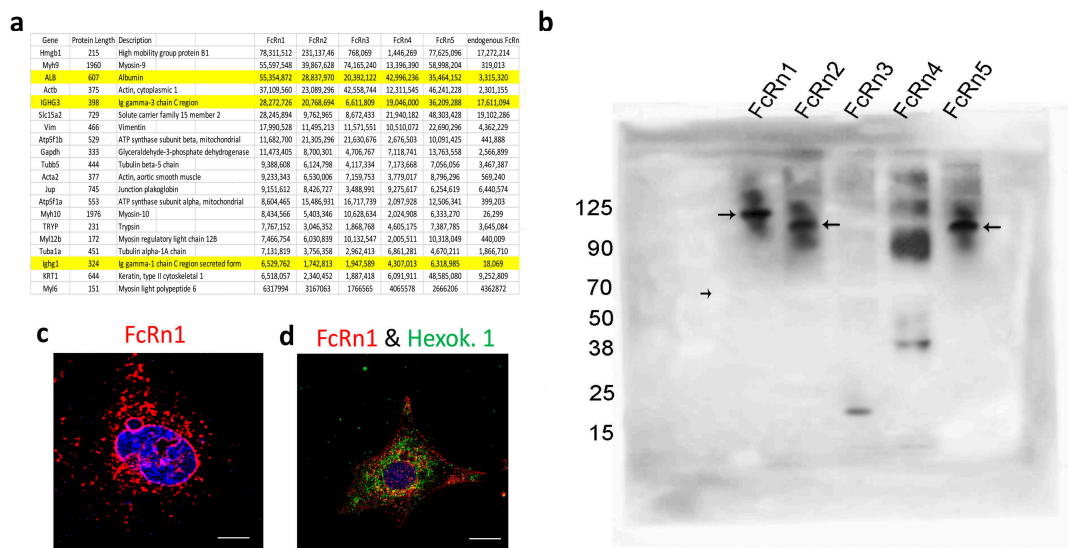 a
Gene Protein Length Description FcRn1 FcRn2 FcRn3 FcRn4 FcRn5 endogenous FcRn
Hmgb1 215 High mobility group protein B1 78,311,512 231,137,46 768,069 1,446,269 77,625,096 17,272,214
Myh9 1960 Myosin-9 55,597,548 39,867,628 74,165,240 13,396,390 58,998,204 319,013
ALB 607 Albumin 55,354,872 28,837,970 20,392,122 42,996,236 35,464,152 3,315,320
Actb 375 Actin, cytoplasmic 1 37,109,560 23,089,296 42,558,744 12,311,545 46,241,228 2,301,155
IGHG3 398 Ig gamma-3 chain C region 28,272,726 20,768,694 6,611,809 19,046,000 36,209,288 17,611,094
Slc15a2 729 Solute carrier family 15 member 2 28,245,894 9,762,965 8,672,433 21,940,182 48,303,428 19,102,286
Vim 466 Vimentin 17,990,528 11,495,213 11,571,551 10,510,072 22,690,296 4,362,229
Atp5f1b 529 ATP synthase subunit beta, mitochondrial 11,682,700 21,305,296 21,630,676 2,676,503 10,091,425 441,888
Gapdh 333 Glyceraldehyde-3-phosphate dehydrogenase 11,473,405 8,700,301 4,706,767 7,118,741 13,763,558 2,566,899
Tubb5 444 Tubulin beta-5 chain 9,388,608 6,124,798 4,117,334 7,173,668 7,056,056 3,467,387
Acta2 377 Actin, aortic smooth muscle 9,233,343 6,530,006 7,159,753 3,779,017 8,796,296 569,240
Jup 745 Junction plakoglobin 9,151,612 8,426,727 3,488,991 9,275,617 6,254,619 6,440,574
Atp5f1a 553 ATP synthase subunit alpha, mitochondrial 8,604,465 15,486,931 16,717,739 2,097,928 12,506,341 399,203
Myh10 1976 Myosin-10 8,434,566 5,403,346 10,628,634 2,024,908 6,333,270 26,299
TRYP 231 Trypsin 7,767,152 3,046,352 1,868,768 4,605,175 7,387,785 3,645,084
Myl12b 172 Myosin regulatory light chain 12B 7,466,754 6,030,839 10,132,547 2,005,511 10,318,049 440,009
Tuba1a 451 Tubulin alpha-1A chain 7,131,819 3,756,358 2,962,413 6,861,281 4,670,211 1,866,710
Ighg1 324 Ig gamma-1 chain C region secreted form 6,529,762 1,742,813 1,947,589 4,307,013 6,318,985 18,069
KRT1 644 Keratin, type II cytoskeletal 1 6,518,057 2,340,452 1,887,418 6,091,911 48,585,080 9,252,809
Myl6 151 Myosin light polypeptide 6 6317994 3167063 1766565 4065578 2666206 4362872
b
FcRn1 FcRn2 FcRn3 FcRn4 FcRn5
125
90
70
50
38
25
15
c FcRn1
d FcRn1 & Hexok. 1